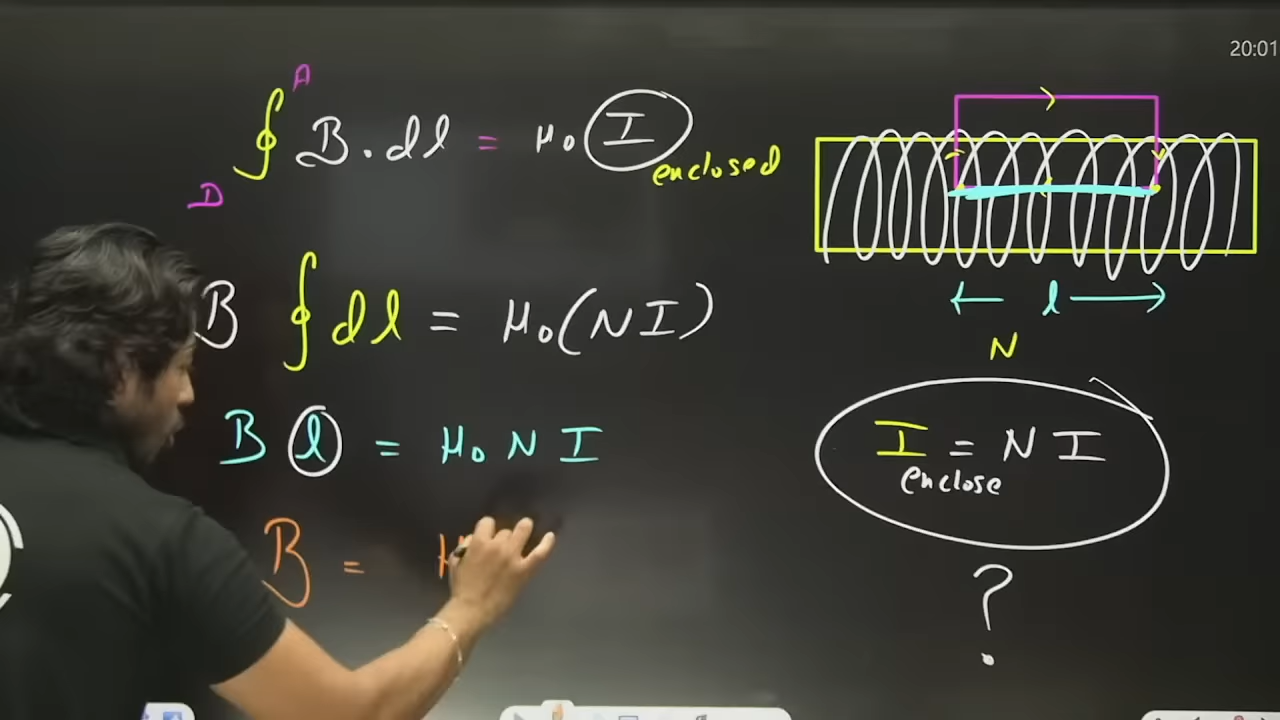 20:01
A
∮ B . dl = μ₀ I enclosed
D
B ∮ dl = μ₀ (NI)
l
N
B l = μ₀ N I
I enclose = N I
B = μ
?